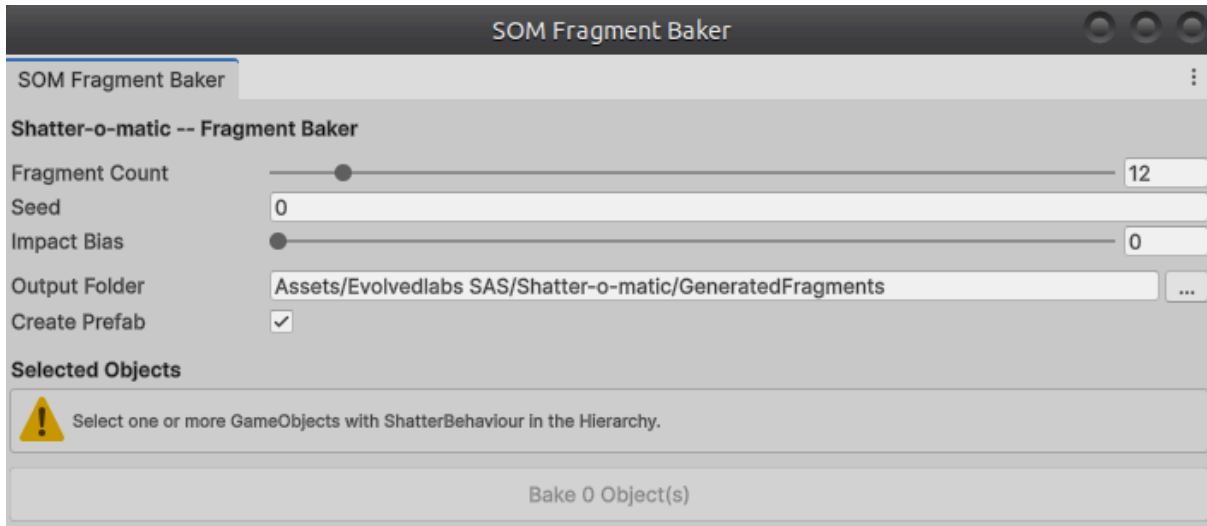 SOM Fragment Baker
SOM Fragment Baker
Shatter-o-matic -- Fragment Baker
Fragment Count 12
Seed 0
Impact Bias 0
Output Folder Assets/Evolvedlabs SAS/Shatter-o-matic/GeneratedFragments ...
Create Prefab
Selected Objects
Select one or more GameObjects with ShatterBehaviour in the Hierarchy.
Bake 0 Object(s)